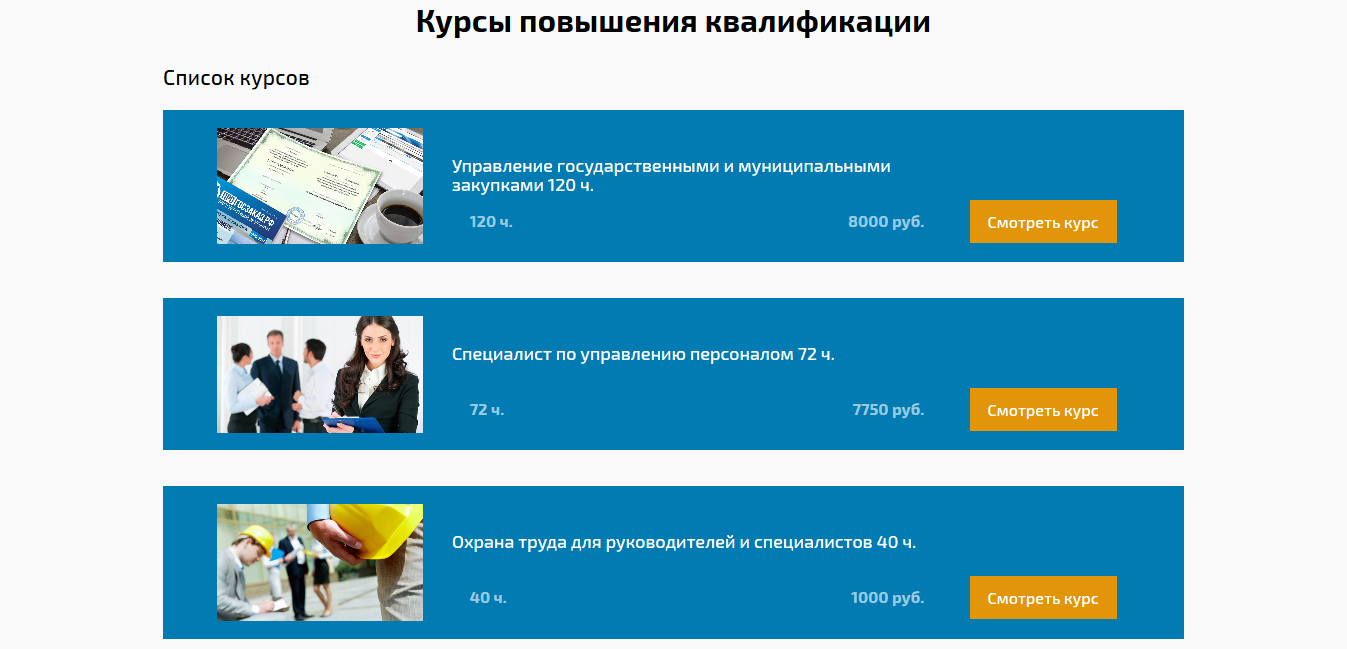 Курсы повышения квалификации
Список курсов
Управление государственными и муниципальными
закупками 120 ч.
120 ч.
8000 руб.
Смотреть курс
Специалист по управлению персоналом 72 ч.
72 ч.
7750 руб.
Смотреть курс
Охрана труда для руководителей и специалистов 40 ч.
40 ч.
1000 руб.
Смотреть курс